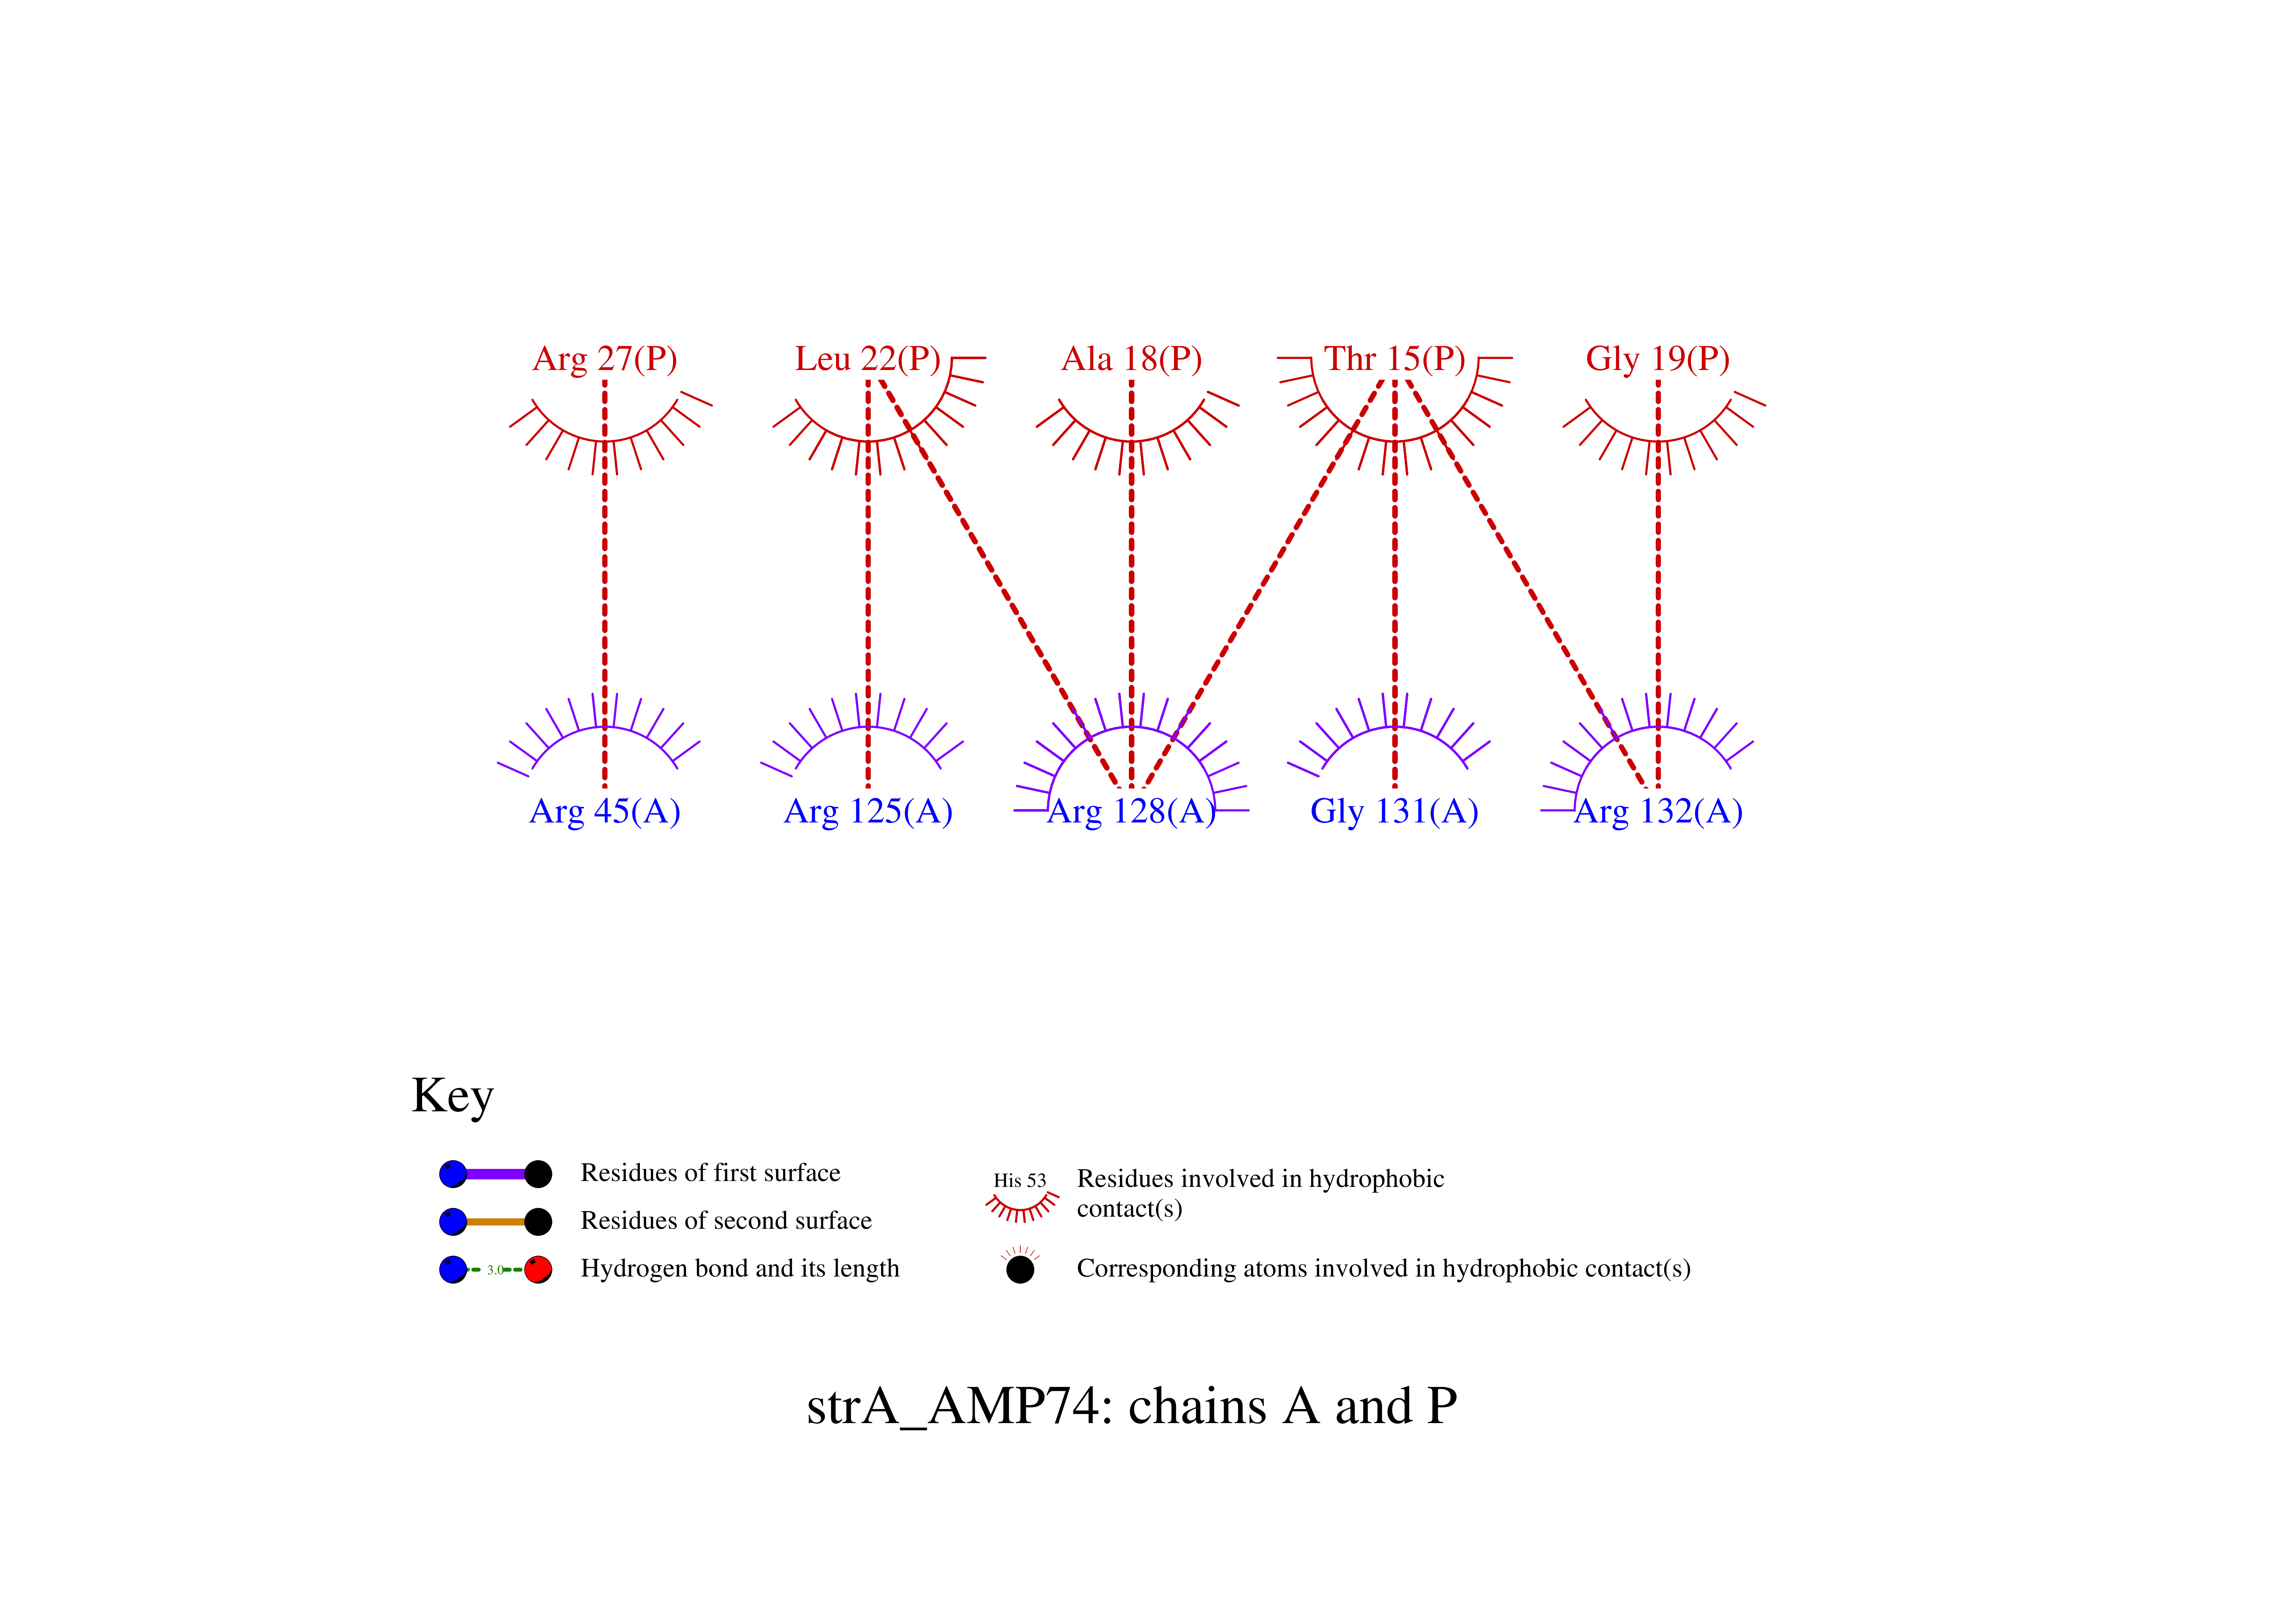 Arg 27(P) Leu 22(P) Ala 18(P) Thr 15(P) Gly 19(P)
Arg 45(A) Arg 125(A) Arg 128(A) Gly 131(A) Arg 132(A)
Key
Residues of first surface
Residues of second surface
3.0 Hydrogen bond and its length
His 53 Residues involved in hydrophobic
contact(s)
Corresponding atoms involved in hydrophobic contact(s)
strA_AMP74: chains A and P